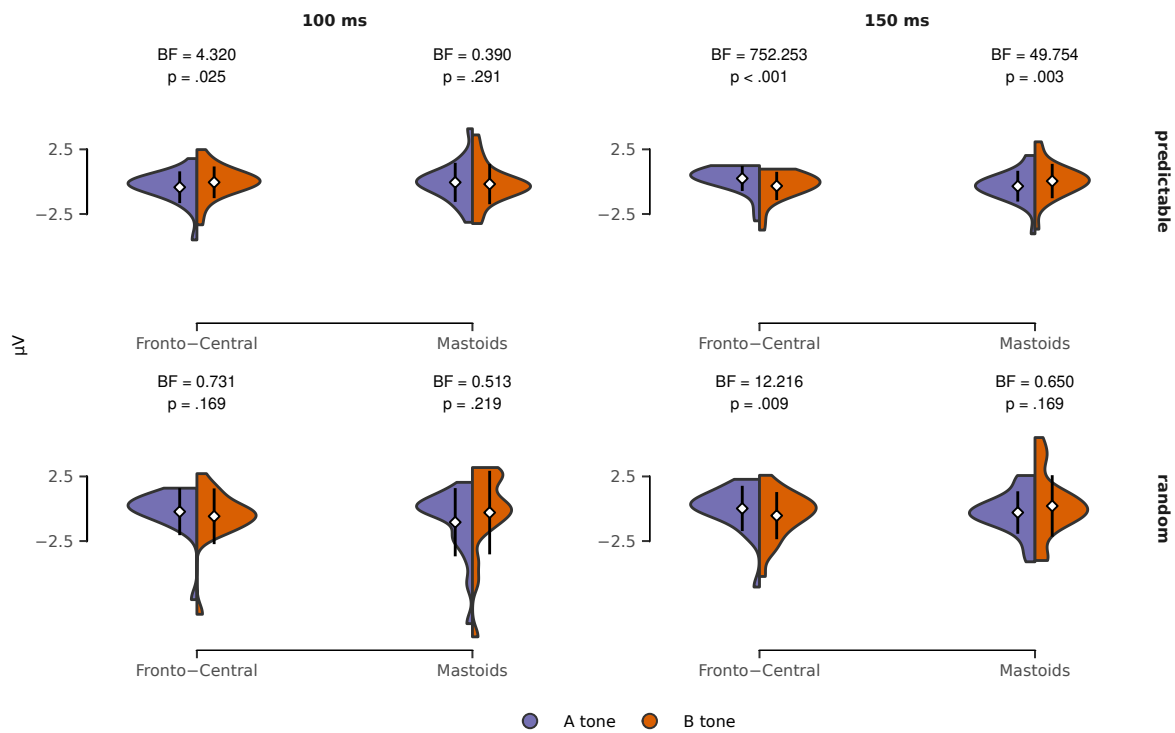 100 ms
150 ms
BF = 4.320
p = .025
BF = 0.390
p = .291
BF = 752.253
p < .001
BF = 49.754
p = .003
2.5
−2.5
2.5
−2.5
predictable
Fronto−Central
Mastoids
Fronto−Central
Mastoids
µV
BF = 0.731
p = .169
BF = 0.513
p = .219
BF = 12.216
p = .009
BF = 0.650
p = .169
2.5
−2.5
2.5
−2.5
random
Fronto−Central
Mastoids
Fronto−Central
Mastoids
A tone
B tone